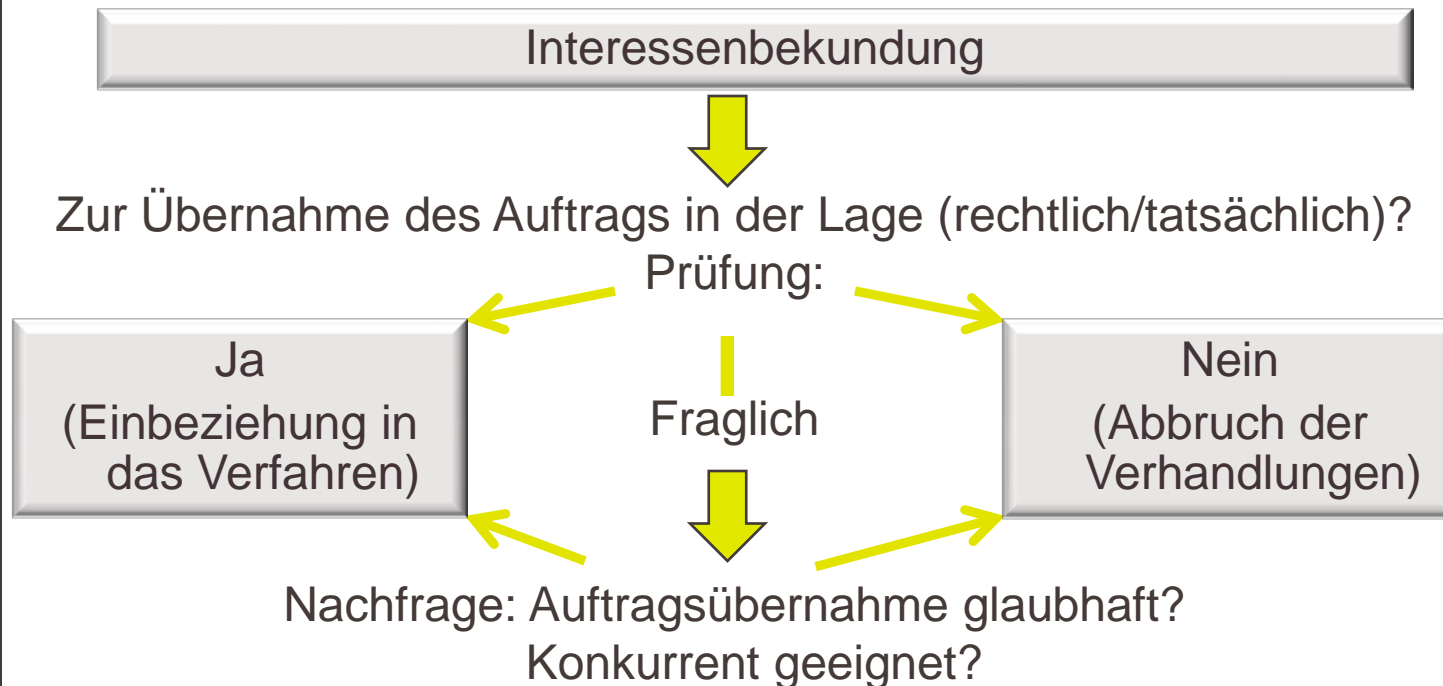 Interessenbekundung
Zur Übernahme des Auftrags in der Lage (rechtlich/tatsächlich)?
Prüfung:
Ja
(Einbeziehung in
das Verfahren)
Fraglich
Nein
(Abbruch der
Verhandlungen)
Nachfrage: Auftragsübernahme glaubhaft?
Konkurrent geeignet?